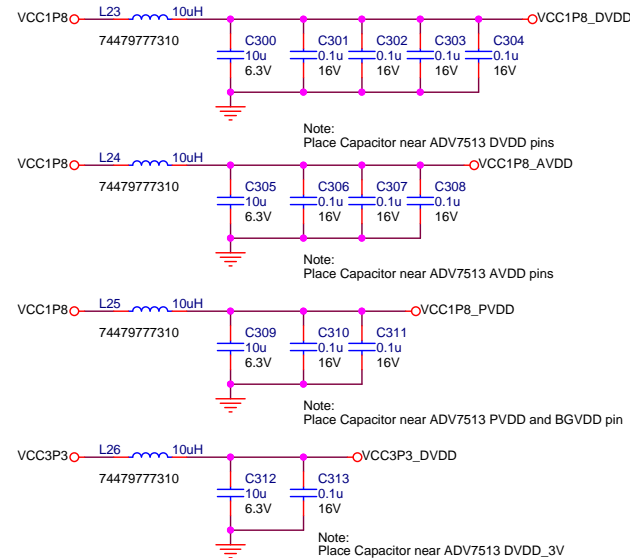 VCC1P8 L23 10uH VCC1P8_DVDD
74479777310
C300 C301 C302 C303 C304
10u 0.1u 0.1u 0.1u 0.1u
6.3V 16V 16V 16V 16V
Note:
Place Capacitor near ADV7513 DVDD pins
VCC1P8 L24 10uH VCC1P8_AVDD
74479777310
C305 C306 C307 C308
10u 0.1u 0.1u 0.1u
6.3V 16V 16V 16V
Note:
Place Capacitor near ADV7513 AVDD pins
VCC1P8 L25 10uH VCC1P8_PVDD
74479777310
C309 C310 C311
10u 0.1u 0.1u
6.3V 16V 16V
Note:
Place Capacitor near ADV7513 PVDD and BGVDD pin
VCC3P3 L26 10uH VCC3P3_DVDD
74479777310
C312 C313
10u 0.1u
6.3V 16V
Note:
Place Capacitor near ADV7513 DVDD_3V